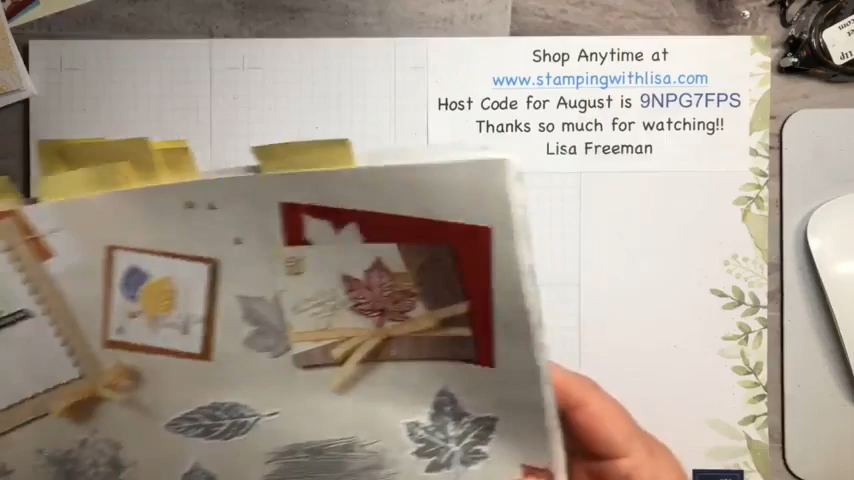 Shop Anytime at
www.stampingwithlisa.com
Host Code for August is 9NPG7FPS
Thanks so much for watching!!
Lisa Freeman